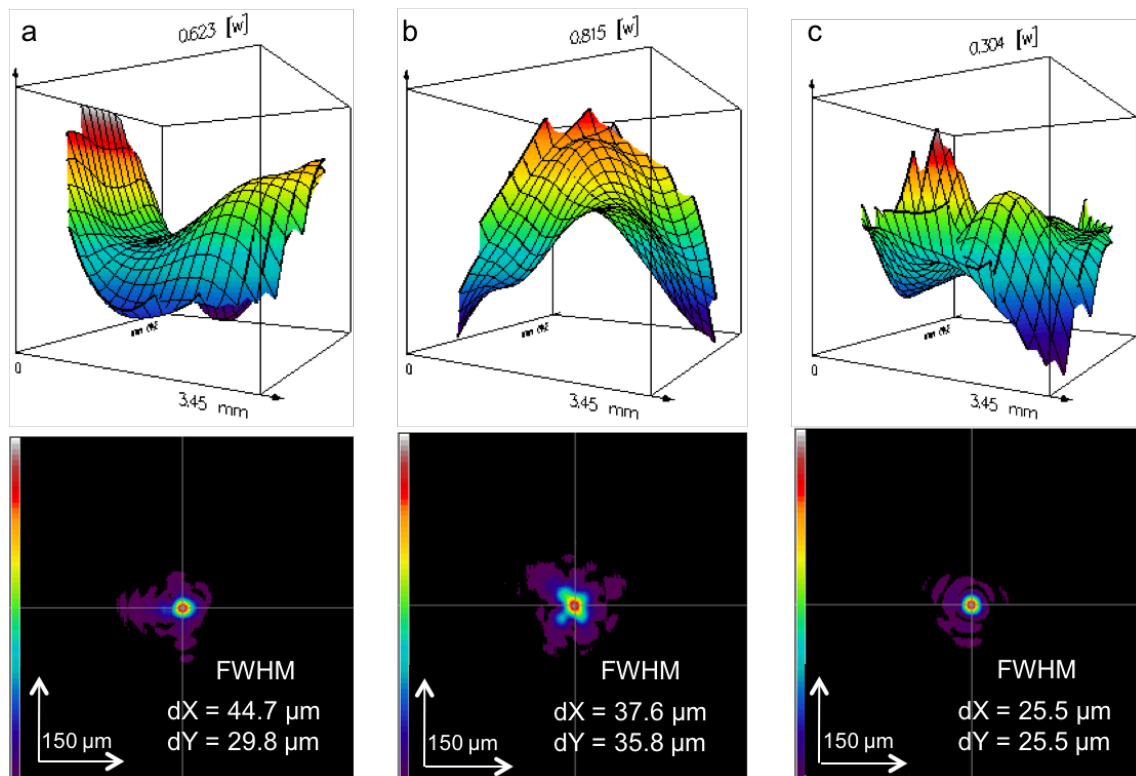 a
0.623 [w]
0
3.45 mm
b
0.815 [w]
0
3.45 mm
c
0.304 [w]
0
3.45 mm
FWHM
dX = 44.7 µm
dY = 29.8 µm
150 µm
FWHM
dX = 37.6 µm
dY = 35.8 µm
150 µm
FWHM
dX = 25.5 µm
dY = 25.5 µm
150 µm